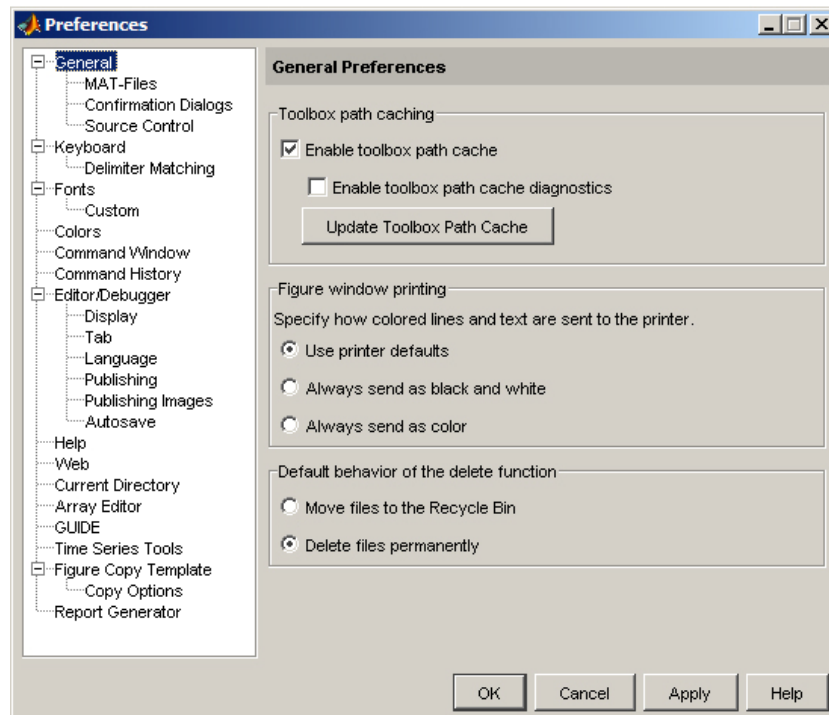 Preferences
General
MAT-Files
Confirmation Dialogs
Source Control
Keyboard
Delimiter Matching
Fonts
Custom
Colors
Command Window
Command History
Editor/Debugger
Display
Tab
Language
Publishing
Publishing Images
Autosave
Help
Web
Current Directory
Array Editor
GUIDE
Time Series Tools
Figure Copy Template
Copy Options
Report Generator
General Preferences
Toolbox path caching
Enable toolbox path cache
Enable toolbox path cache diagnostics
Update Toolbox Path Cache
Figure window printing
Specify how colored lines and text are sent to the printer.
Use printer defaults
Always send as black and white
Always send as color
Default behavior of the delete function
Move files to the Recycle Bin
Delete files permanently
OK
Cancel
Apply
Help